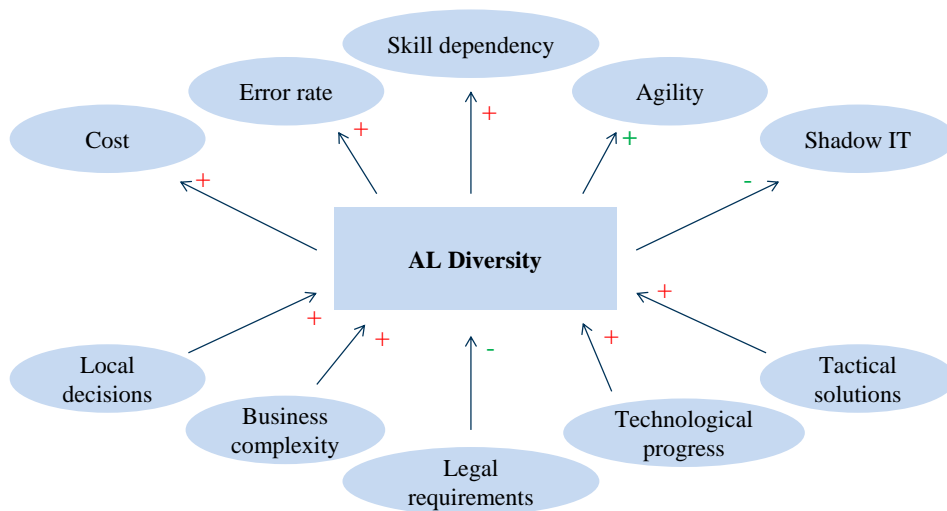 Skill dependency
Error rate
Agility
Cost
Shadow IT
+
+
+
+
-
AL Diversity
+
+
-
+
+
Local
decisions
Business
complexity
Legal
requirements
Technological
progress
Tactical
solutions